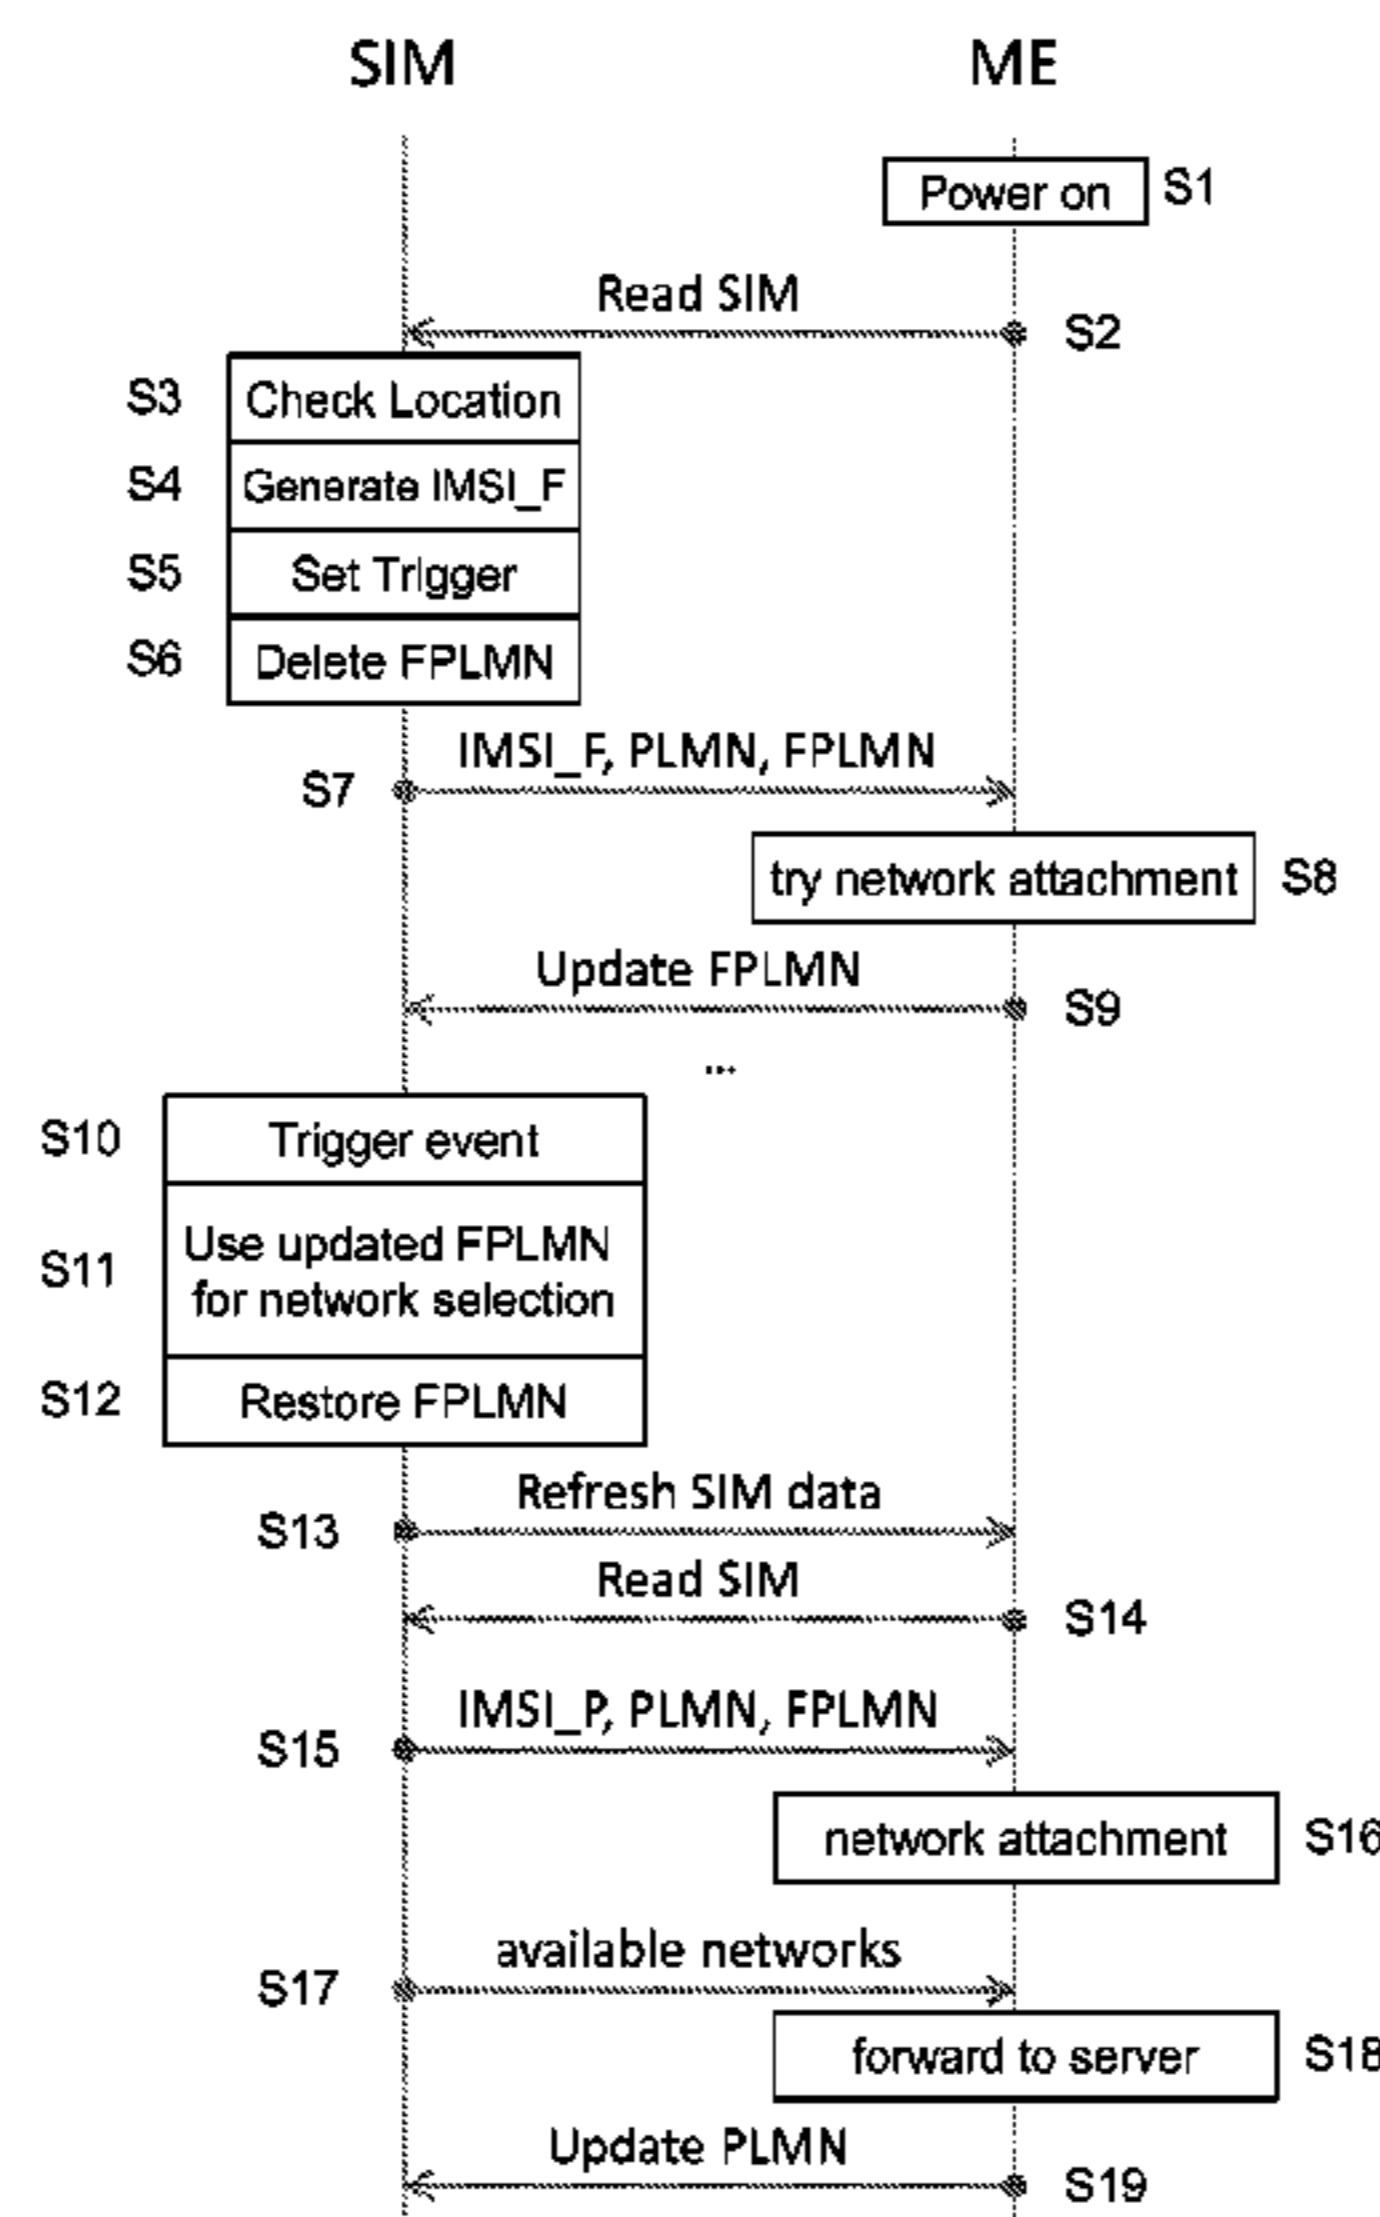 SIM ME
Power on S1
Read SIM
S2
S3 Check Location
S4 Generate IMSI_F
S5 Set Trigger
S6 Delete FPLMN
IMSI_F, PLMN, FPLMN
S7
try network attachment S8
Update FPLMN
S9
...
S10 Trigger event
S11 Use updated FPLMN
for network selection
S12 Restore FPLMN
Refresh SIM data
S13
Read SIM
S14
IMSI_P, PLMN, FPLMN
S15
network attachment S16
available networks
S17
forward to server S18
Update PLMN
S19